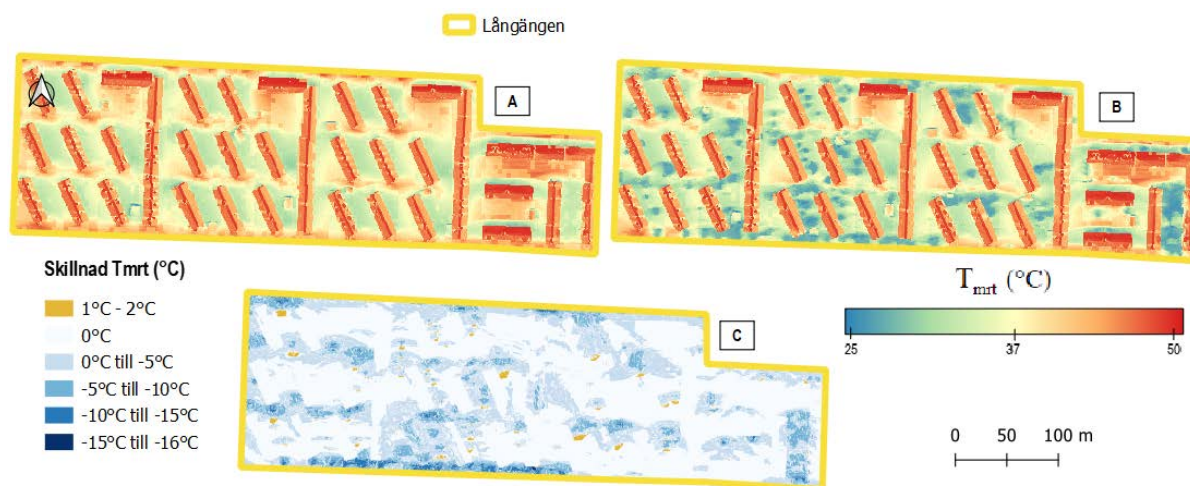 Långängen
A
B
Skillnad Tmrt (°C)
1°C - 2°C
0°C
0°C till -5°C
-5°C till -10°C
-10°C till -15°C
-15°C till -16°C
C
Tmrt (°C)
25 37 50
0 50 100 m